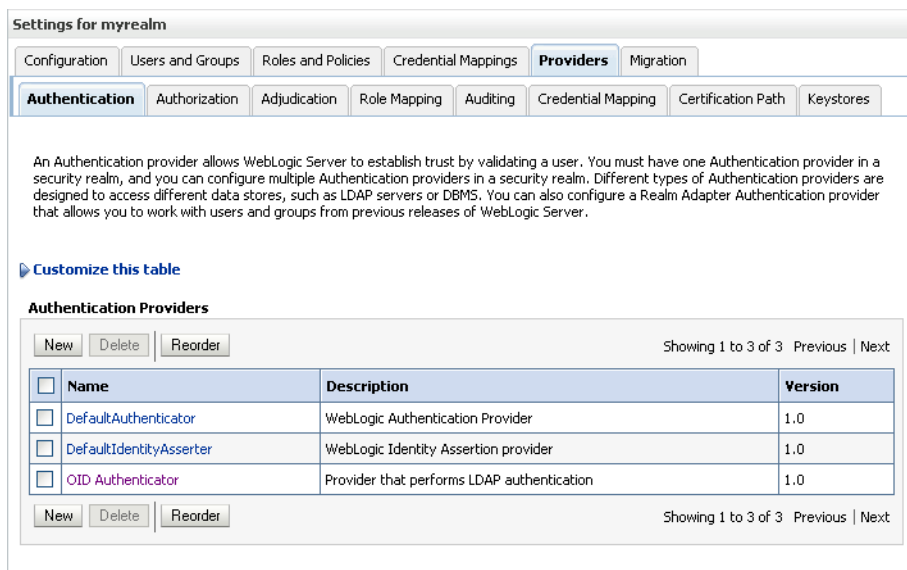 Settings for myrealm
Configuration Users and Groups Roles and Policies Credential Mappings Providers Migration
Authentication Authorization Adjudication Role Mapping Auditing Credential Mapping Certification Path Keystores
An Authentication provider allows WebLogic Server to establish trust by validating a user. You must have one Authentication provider in a
security realm, and you can configure multiple Authentication providers in a security realm. Different types of Authentication providers are
designed to access different data stores, such as LDAP servers or DBMS. You can also configure a Realm Adapter Authentication provider
that allows you to work with users and groups from previous releases of WebLogic Server.
Customize this table
Authentication Providers
New Delete Reorder Showing 1 to 3 of 3 Previous | Next
Name Description Version
DefaultAuthenticator WebLogic Authentication Provider 1.0
DefaultIdentityAsserter WebLogic Identity Assertion provider 1.0
OID Authenticator Provider that performs LDAP authentication 1.0
New Delete Reorder Showing 1 to 3 of 3 Previous | Next